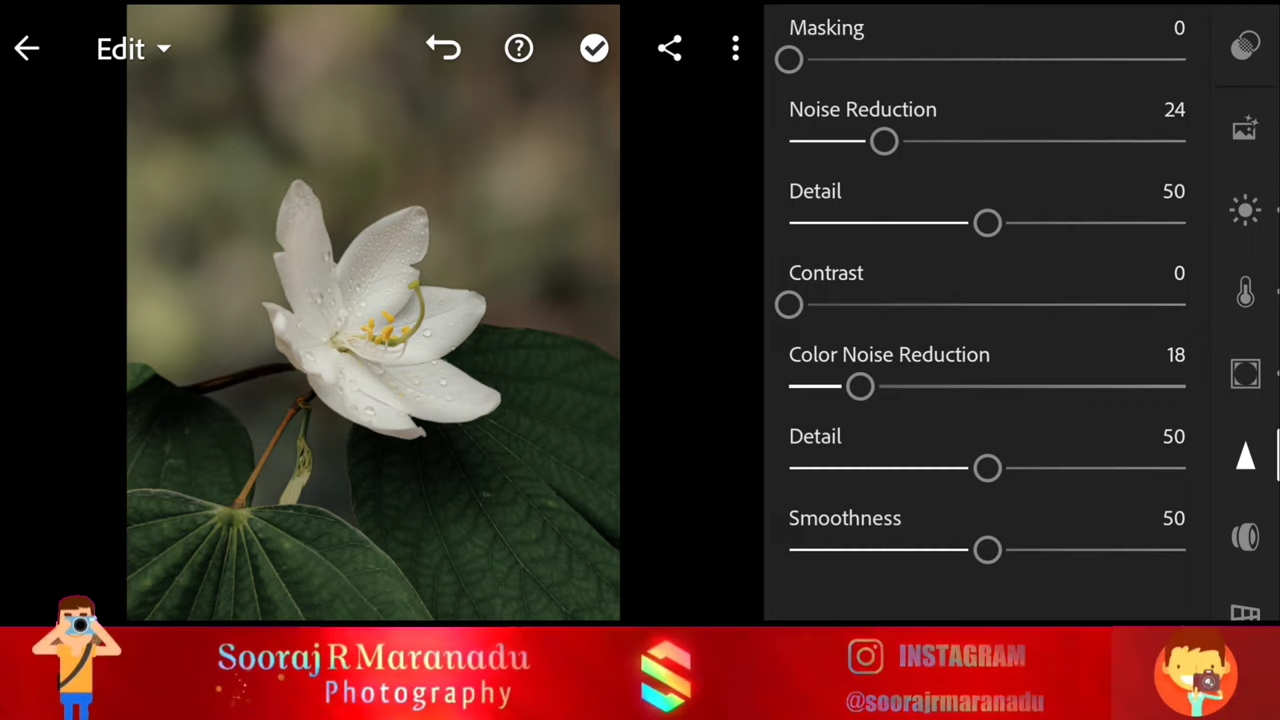 Edit
Masking 0
Noise Reduction 24
Detail 50
Contrast 0
Color Noise Reduction 18
Detail 50
Smoothness 50
Sooraj R Maranadu
Photography
INSTAGRAM
@soorajrmaranadu